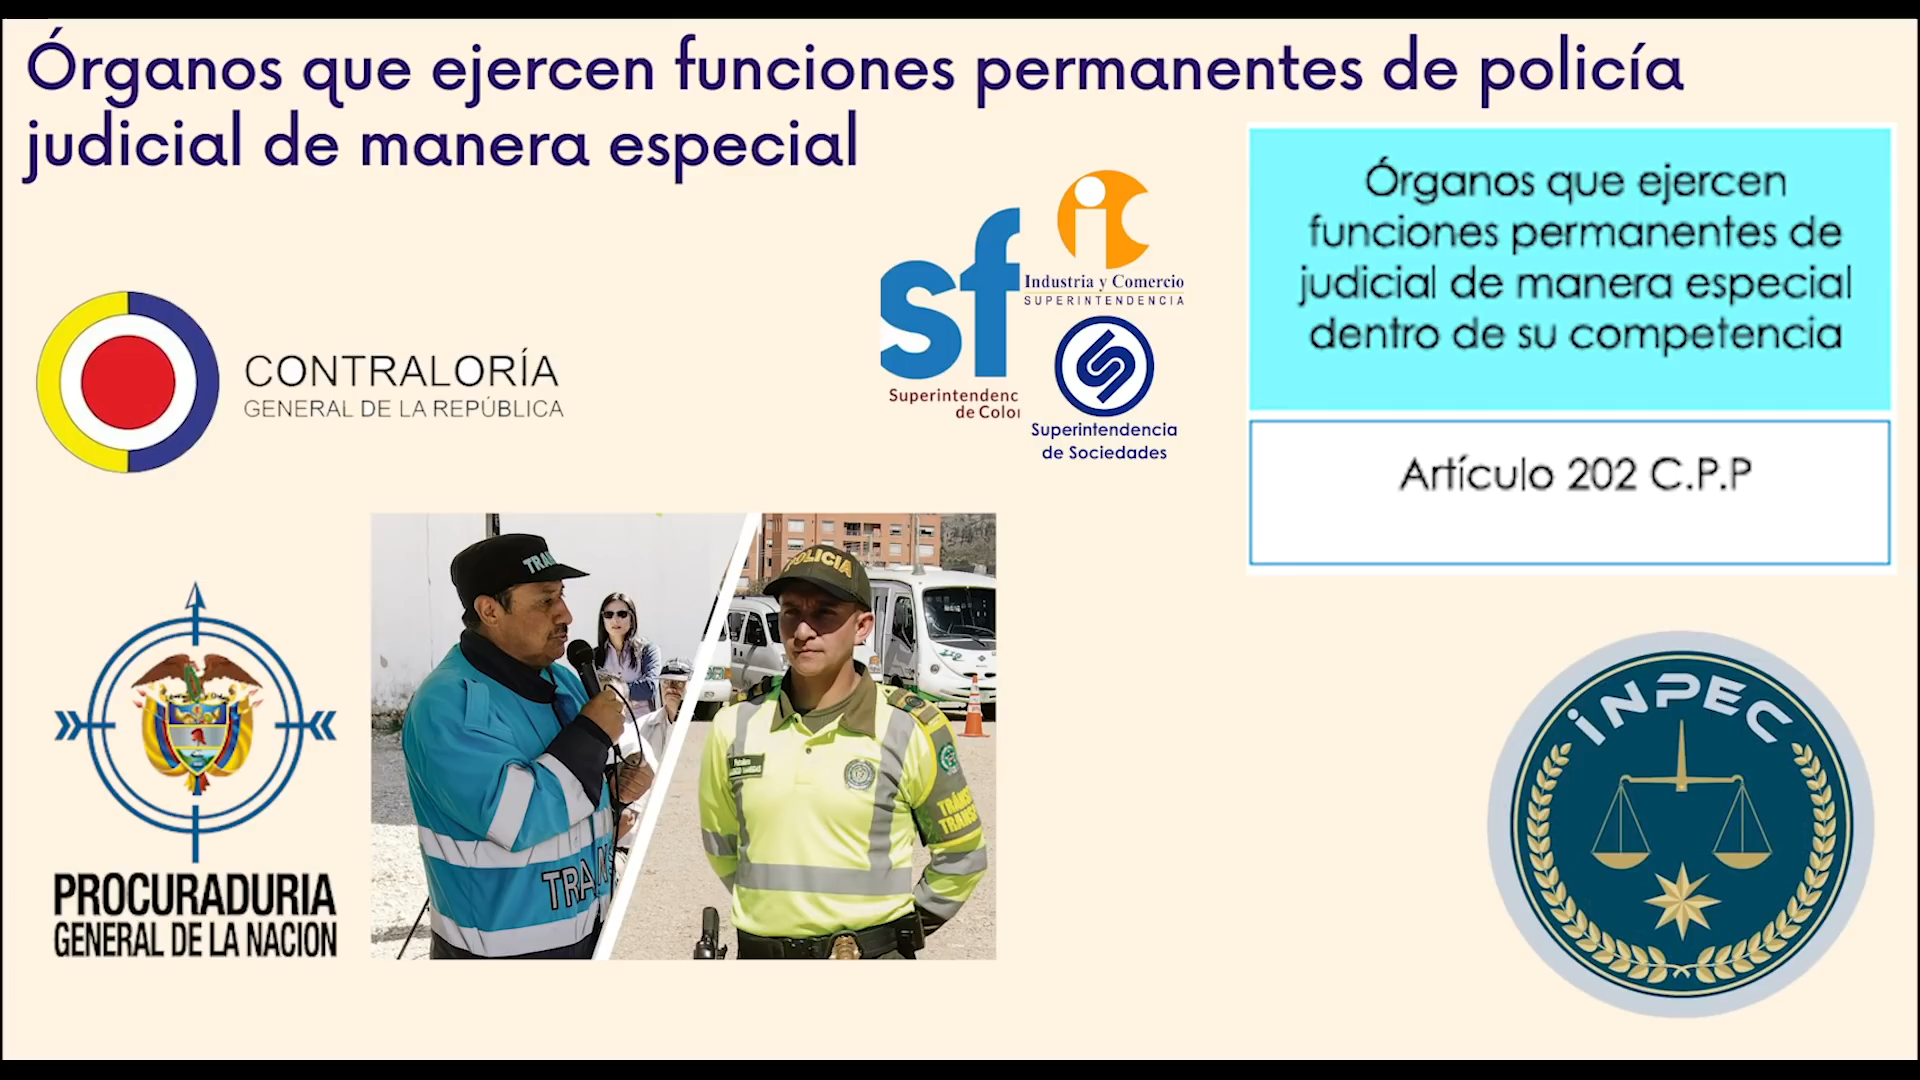 Órganos que ejercen funciones permanentes de policía
judicial de manera especial
Órganos que ejercen
funciones permanentes de
judicial de manera especial
dentro de su competencia
Artículo 202 C.P.P
CONTRALORÍA
GENERAL DE LA REPÚBLICA
sf
Superintendenc
de Color
Industria y Comercio
SUPERINTENDENCIA
Superintendencia
de Sociedades
PROCURADURIA
GENERAL DE LA NACION
POLICIA
INPEC